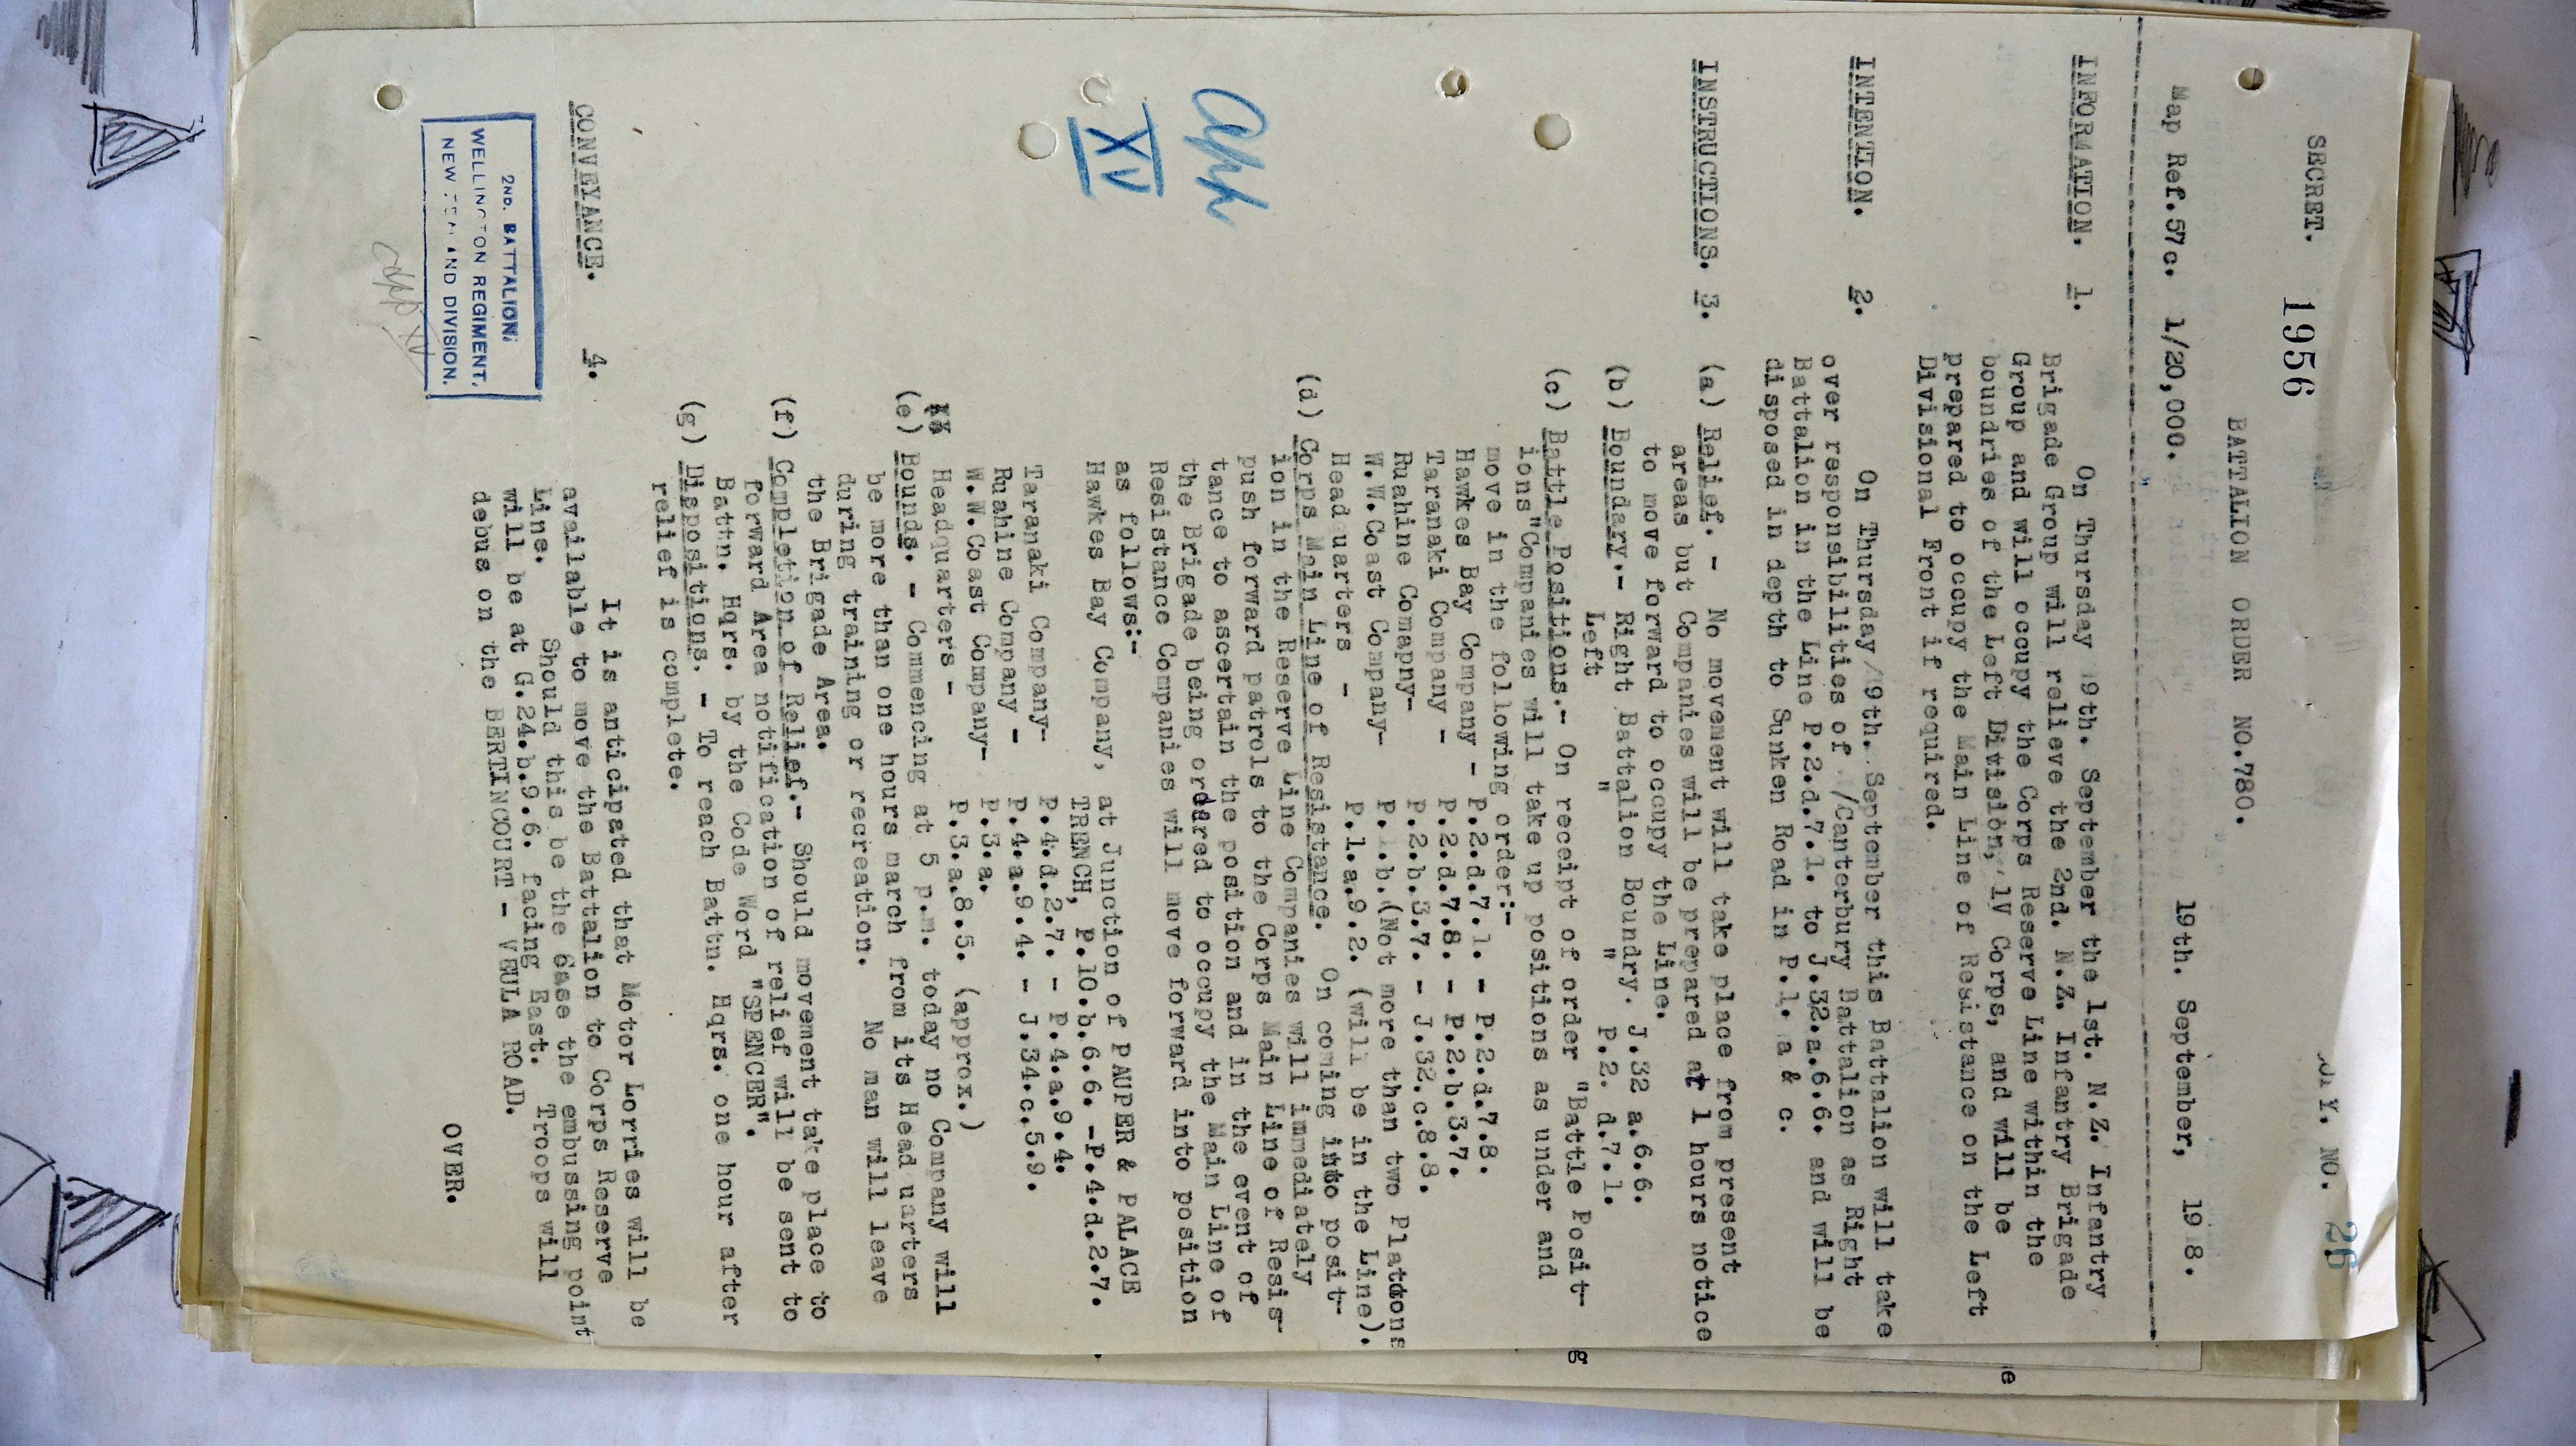 SECRET.
1956
26
BATTALION ORDER NO.780.
Map Ref.57c. 1/20,000. 19th. September, 19 8.
INFORMATION. 1. On Thursday 9th. September the 1st. N.Z. Infantry
Brigade Group will relieve the 2nd. N.Z. Infantry Brigade
Group and will occupy the Corps Reserve Line within the
boundries of the Left Division, 1V Corps, and will be
prepared to occupy the Main Line of Resistance on the Left
Divisional Front if required.
INTENTION. 2. On Thursday 9th. September this Battalion will take
over responsibilities of /Canterbury Battalion as Right
Battalion in the Line P.2.d.7.1. to J.32.a.6.6. and will be
disposed in depth to Sunken Road in P.1. a & c.
INSTRUCTIONS. 3. (a) Relief. - No movement will take place from present
areas but Companies will be prepared at 1 hours notice
to move forward to occupy the Line.
(b) Boundary.- Right Battalion Boundry. J.32 a.6.6.
Left " " P.2. d.7.1.
(c) Battle Positions.- On receipt of order "Battle Posit-
ions"Companies will take up positions as under and
move in the following order:-
Hawkes Bay Company - P.2.d.7.1. - P.2.d.7.8.
Taranaki Company - P.2.d.7.8. - P.2.b.3.7.
Ruahine Comapny- P.2.b.3.7. - J.32.c.8.8.
W.W.Coast Company- P. .b.(Not more than two Platoons
Head uarters - P.1.a.9.2. (will be in the Line).
(d) Corps Main Line of Resistance. On coming into posit-
ion in the Reserve Line Companies will immediately
push forward patrols to the Corps Main Line of Resis-
tance to ascertain the position and in the event of
the Brigade being ordered to occupy the Main Line of
Resistance Companies will move forward into position
as follows:-
Hawkes Bay Company, at Junction of PAUPER & PALACE
TRENCH, P.10.b.6.6. -P.4.d.2.7.
Taranaki Company- P.4.d.2.7. - P.4.a.9.4.
Ruahine Company - P.4.a.9.4. - J.34.c.5.9.
W.W.Coast Company- P.3.a.
Headquarters - P.3.a.8.5. (approx.)
(e) Bounds. - Commencing at 5 p.m. today no Company will
be more than one hours march from its Head uarters
during training or recreation. No man will leave
the Brigade Area.
(f) Completion of Relief.- Should movement take place to
forward Area notification of relief will be sent to
Battn. Hqrs. by the Code Word "SPENCER".
(g) Dispositions. - To reach Battn. Hqrs. one hour after
relief is complete.
CONVEYANCE. 4. It is anticipated that Motor Lorries will be
available to move the Battalion to Corps Reserve
Line. Should this be the Case the embussing point
will be at G.24.b.9.6. facing East. Troops will
debus on the BERTINCOURT - VEULA ROAD.
OVER.
App
XV
2ND. BATTALION:
WELLINGTON REGIMENT,
NEW ZEALAND DIVISION.
App XV